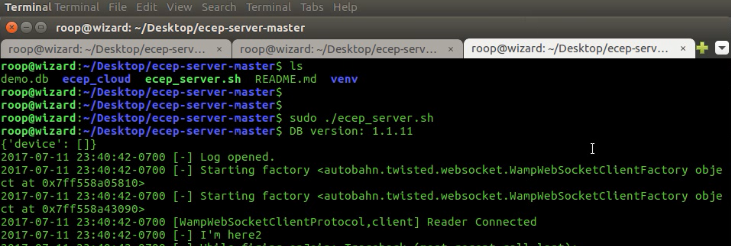 Terminal Terminal File Edit View Search Terminal Tabs Help
roop@wizard: ~/Desktop/ecep-server-master
roop@wizard: ~/Desktop/ecep-serv... × roop@wizard: ~/Desktop/ecep-serv... × roop@wizard: ~/Desktop/ecep-serv... ×
roop@wizard:~/Desktop/ecep-server-master$ ls
demo.db ecep_cloud ecep_server.sh README.md venv
roop@wizard:~/Desktop/ecep-server-master$
roop@wizard:~/Desktop/ecep-server-master$
roop@wizard:~/Desktop/ecep-server-master$ sudo ./ecep_server.sh
roop@wizard:~/Desktop/ecep-server-master$ DB version: 1.1.11
{'device': []}
2017-07-11 23:40:42-0700 [-] Log opened.
2017-07-11 23:40:42-0700 [-] Starting factory <autobahn.twisted.websocket.WampWebSocketClientFactory obje
ct at 0x7ff558a05810>
2017-07-11 23:40:42-0700 [-] Starting factory <autobahn.twisted.websocket.WampWebSocketClientFactory obje
ct at 0x7ff558a43090>
2017-07-11 23:40:42-0700 [WampWebSocketClientProtocol,client] Reader Connected
2017-07-11 23:40:42-0700 [-] I'm here2